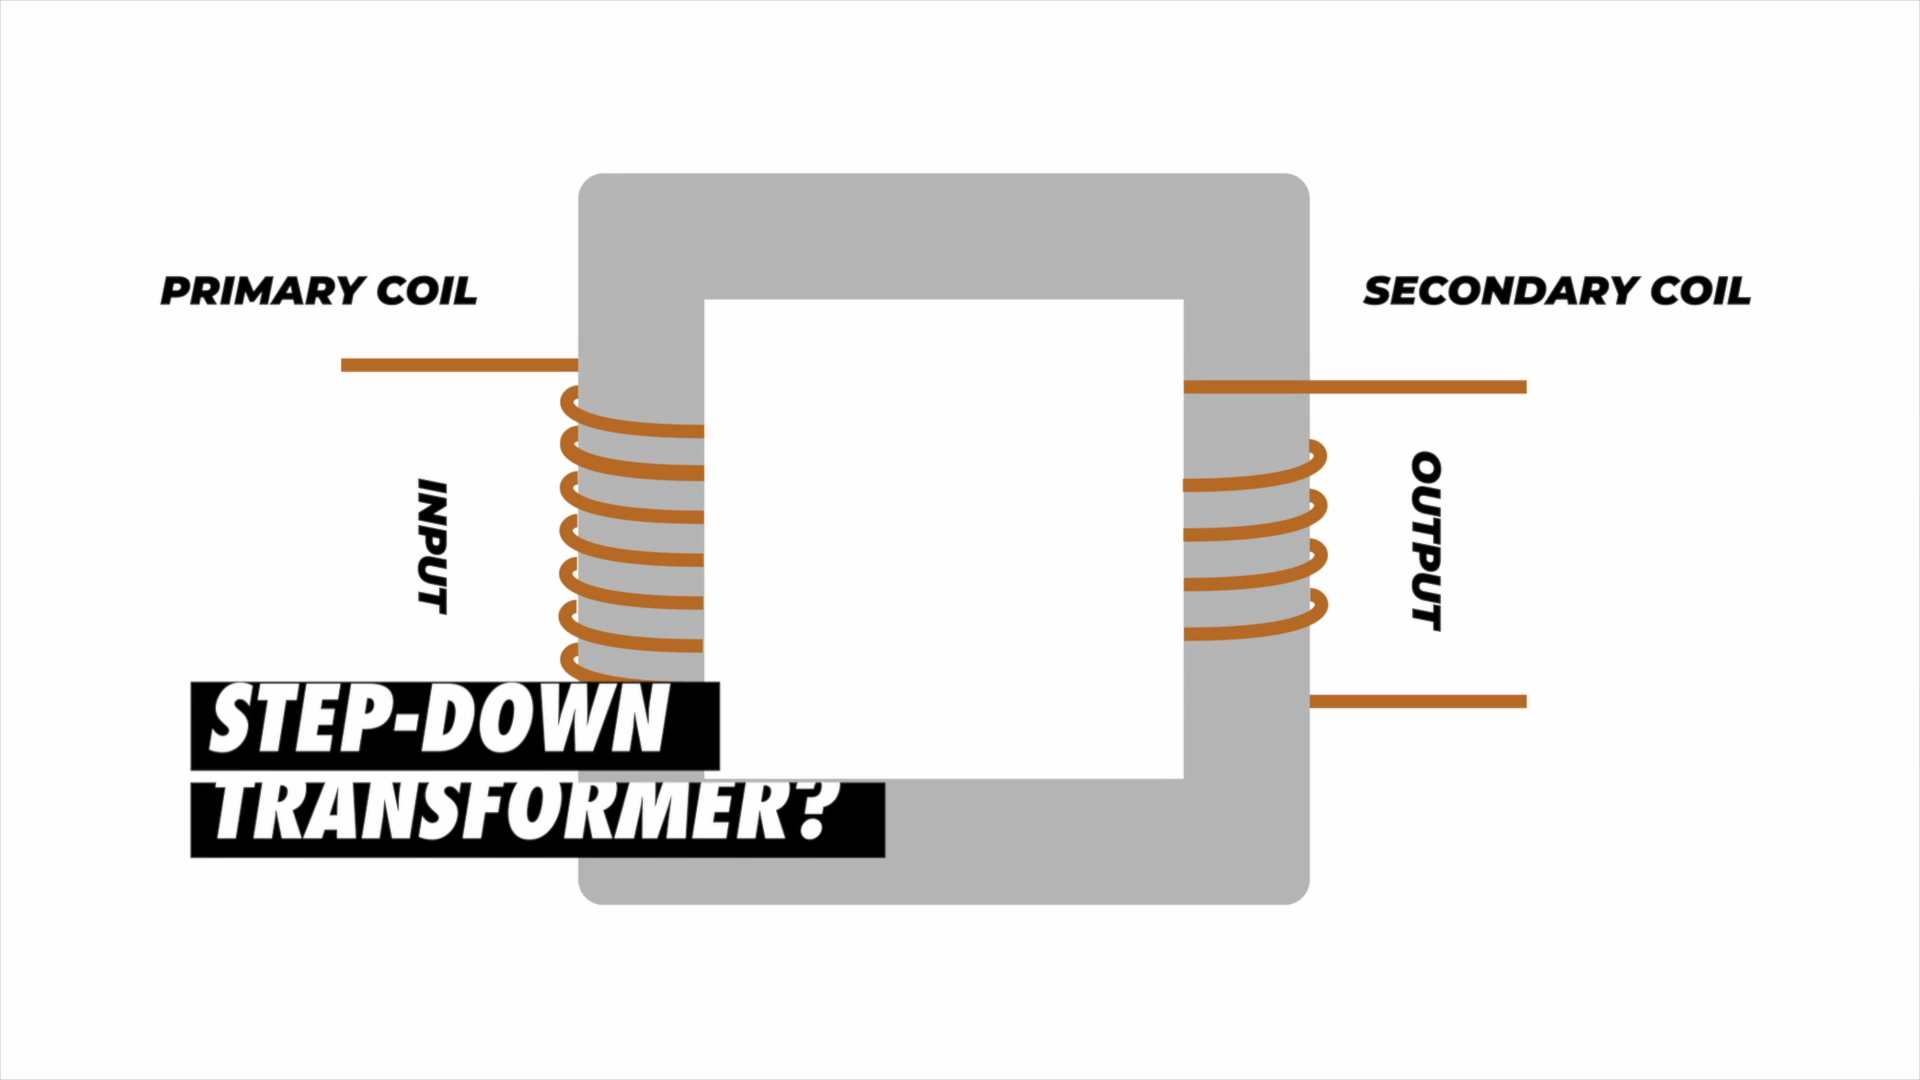 PRIMARY COIL
SECONDARY COIL
INPUT
OUTPUT
STEP-DOWN
TRANSFORMER?